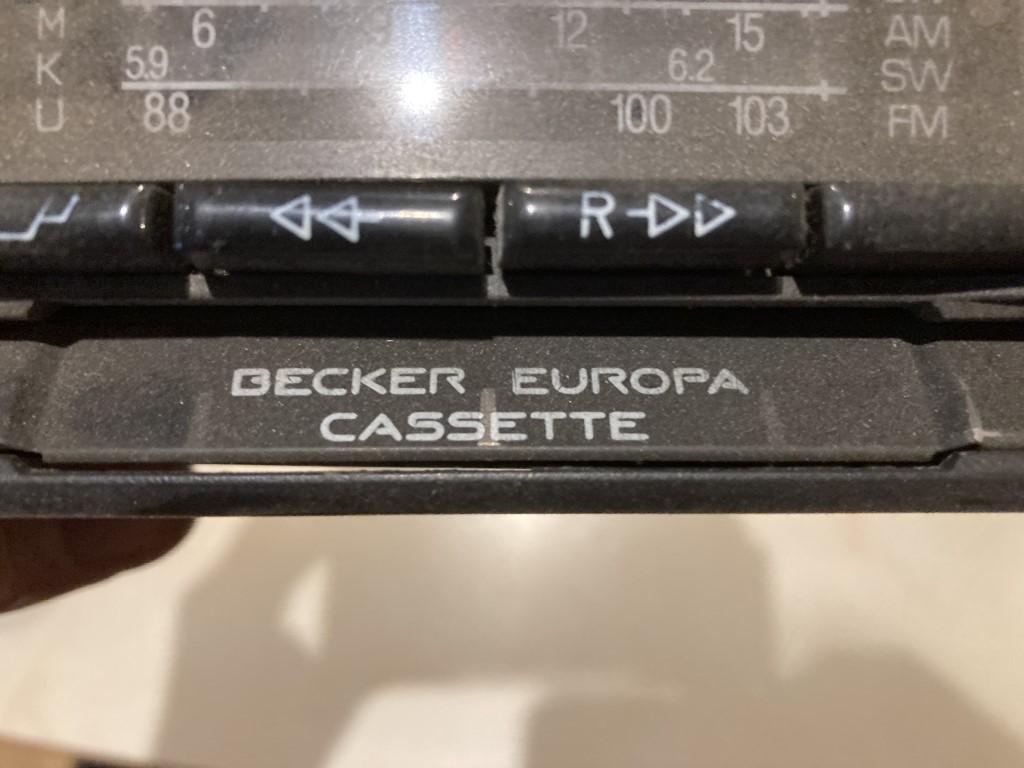 M 6 12 15 AM
K 5.9 6.2 SW
U 88 100 103 FM
R
BECKER EUROPA
CASSETTE